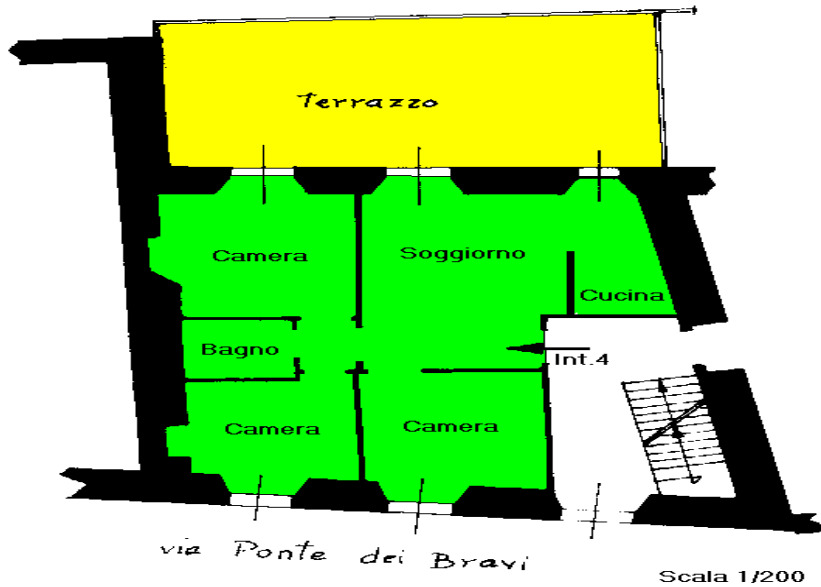 Terrazzo
Camera
Soggiorno
Cucina
Bagno
Int.4
Camera
Camera
via Ponte dei Bravi
Scala 1/200